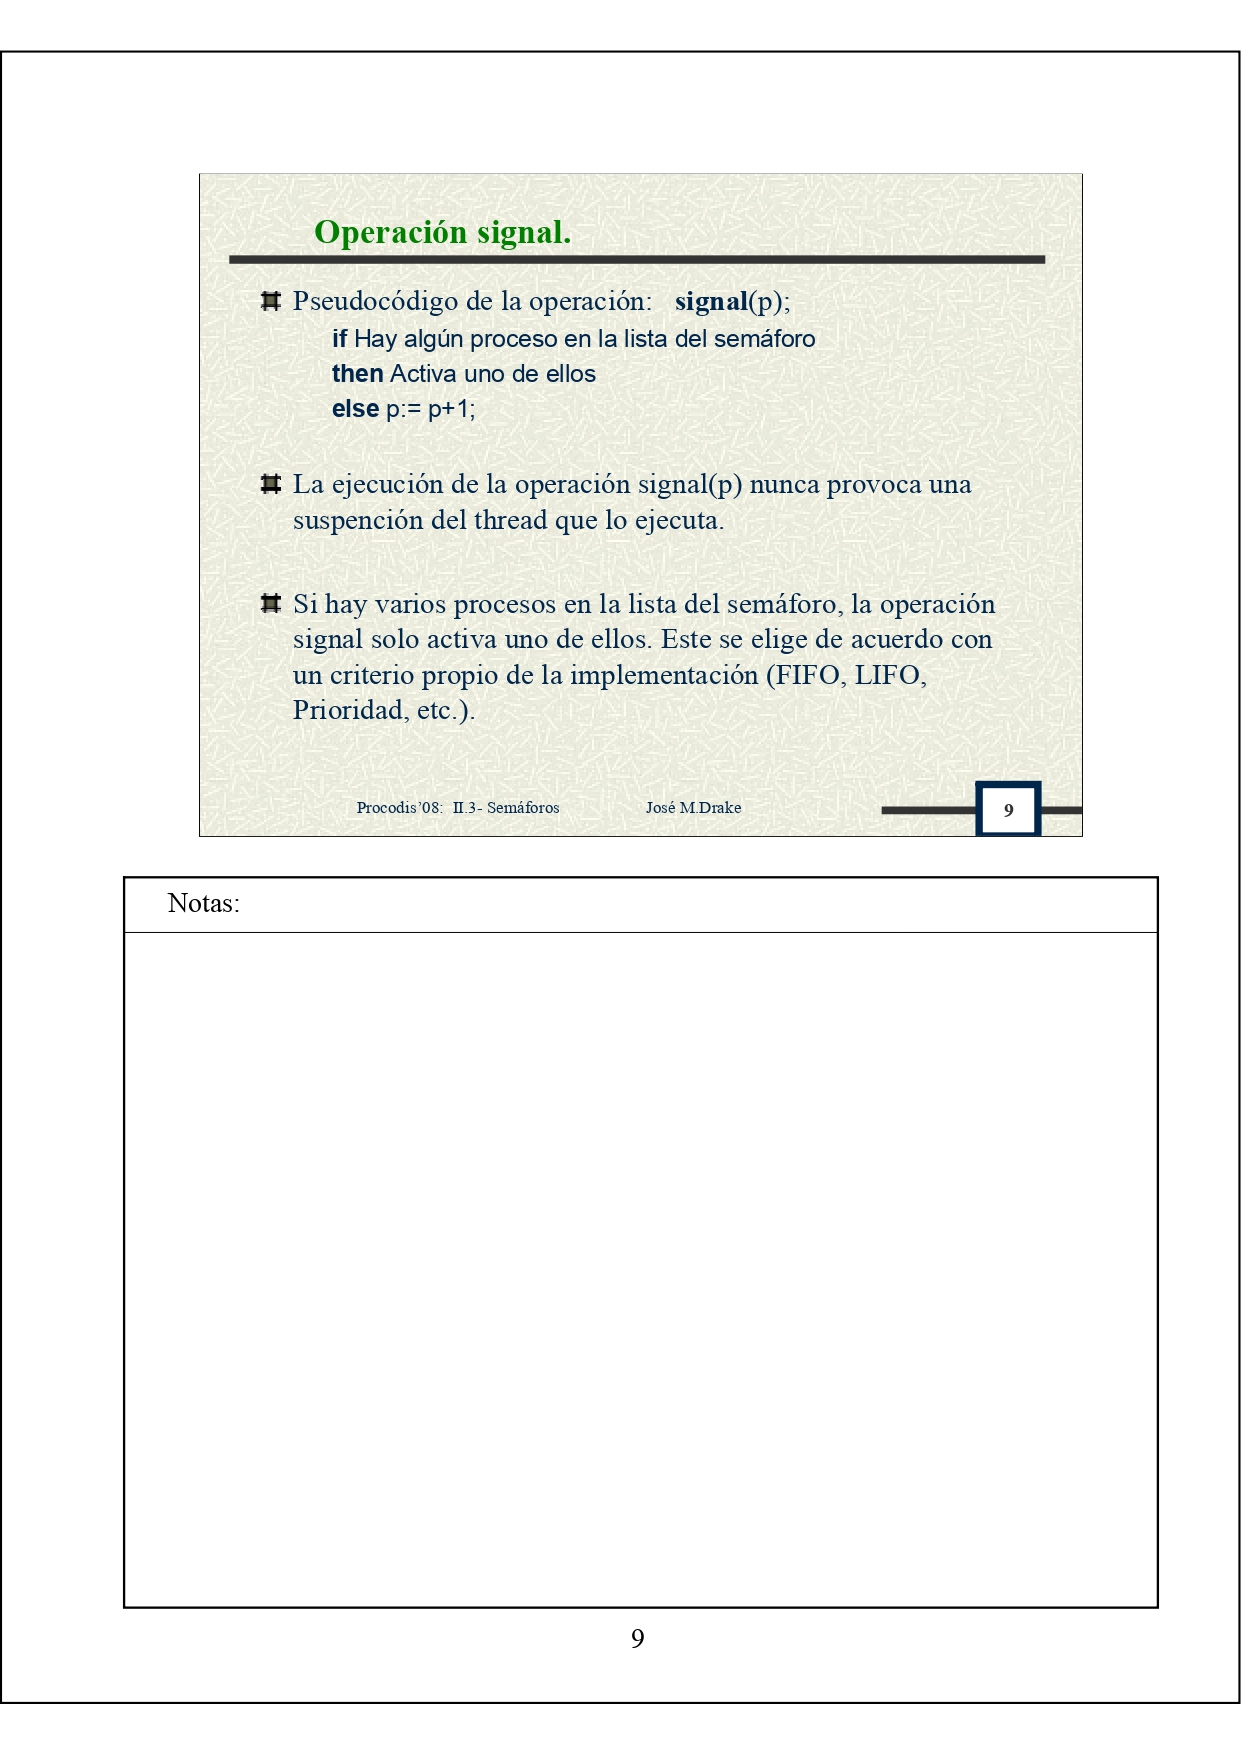 Operación signal.
Pseudocódigo de la operación: signal(p);
if Hay algún proceso en la lista del semáforo
then Activa uno de ellos
else p:= p+1;
La ejecución de la operación signal(p) nunca provoca una
suspención del thread que lo ejecuta.
Si hay varios procesos en la lista del semáforo, la operación
signal solo activa uno de ellos. Este se elige de acuerdo con
un criterio propio de la implementación (FIFO, LIFO,
Prioridad, etc.).
Procodis’08: II.3- Semáforos José M.Drake 9
Notas:
9